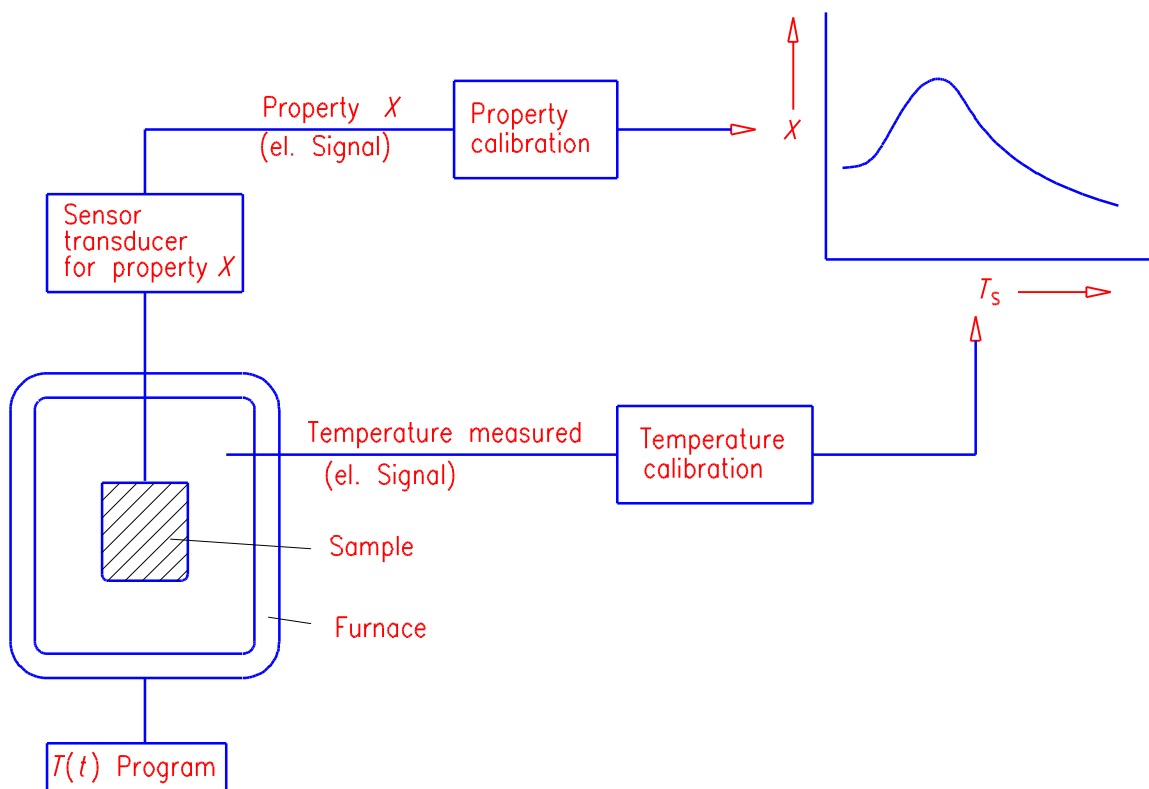 Property X
(el. Signal)
Property
calibration
X
Sensor
transducer
for property X
Ts
Temperature measured
(el. Signal)
Temperature
calibration
Sample
Furnace
T(t) Program